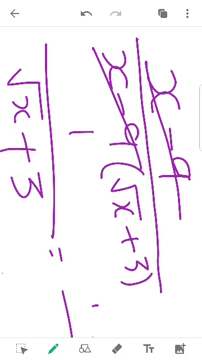 x - 9
x - 9 (√x + 3)
1
=
√x + 3